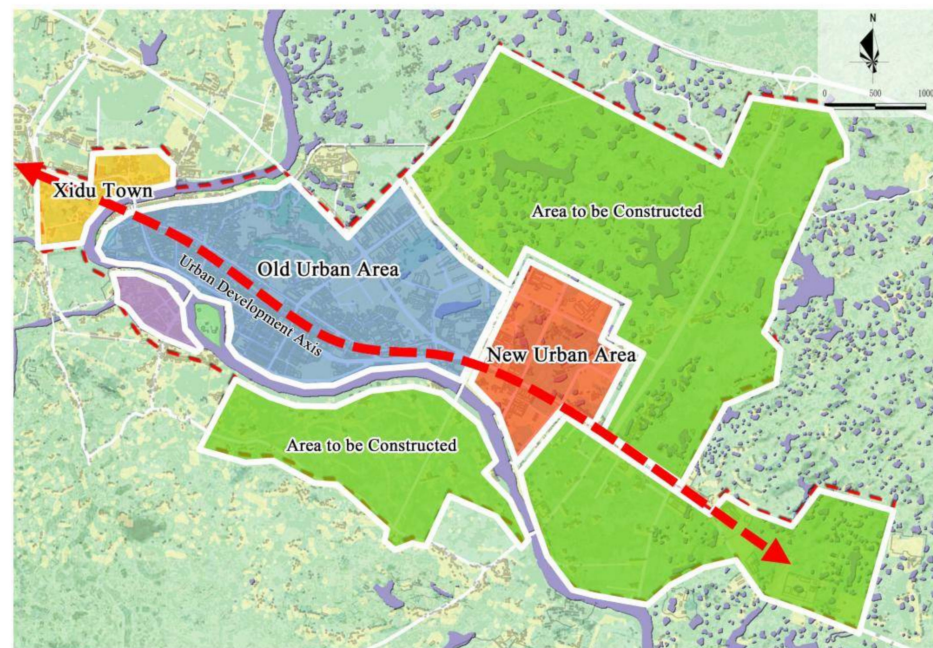 N
0 500 1000
Xidu Town
Area to be Constructed
Old Urban Area
Urban Development Axis
New Urban Area
Area to be Constructed